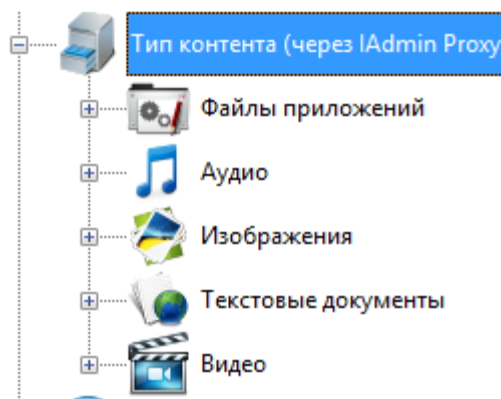 Тип контента (через IAdmin Proxy
Файлы приложений
Аудио
Изображения
Текстовые документы
Видео